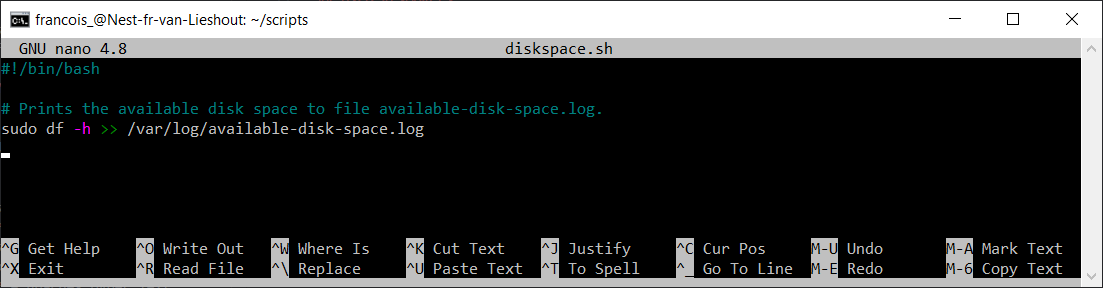 francois_@Nest-fr-van-Lieshout: ~/scripts
GNU nano 4.8 diskspace.sh
#!/bin/bash
# Prints the available disk space to file available-disk-space.log.
sudo df -h >> /var/log/available-disk-space.log
^G Get Help ^O Write Out ^W Where Is ^K Cut Text ^J Justify ^C Cur Pos M-U Undo M-A Mark Text
^X Exit ^R Read File ^\ Replace ^U Paste Text ^T To Spell ^_ Go To Line M-E Redo M-6 Copy Text